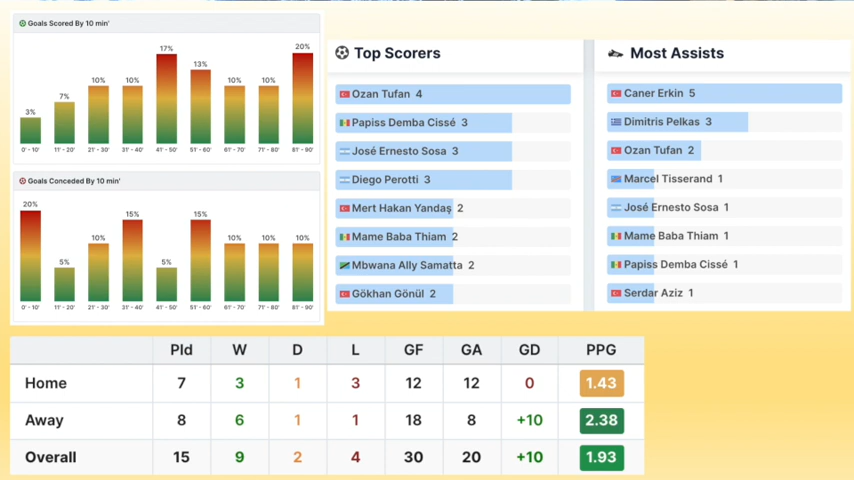 Goals Scored By 10 min'
3%
7%
10%
10%
17%
13%
10%
10%
20%
0' - 10'
11' - 20'
21' - 30'
31' - 40'
41' - 50'
51' - 60'
61' - 70'
71' - 80'
81' - 90'
Goals Conceded By 10 min'
20%
5%
10%
15%
5%
15%
10%
10%
10%
0' - 10'
11' - 20'
21' - 30'
31' - 40'
41' - 50'
51' - 60'
61' - 70'
71' - 80'
81' - 90'
Top Scorers
Ozan Tufan 4
Papiss Demba Cissé 3
José Ernesto Sosa 3
Diego Perotti 3
Mert Hakan Yandaş 2
Mame Baba Thiam 2
Mbwana Ally Samatta 2
Gökhan Gönül 2
Most Assists
Caner Erkin 5
Dimitris Pelkas 3
Ozan Tufan 2
Marcel Tisserand 1
José Ernesto Sosa 1
Mame Baba Thiam 1
Papiss Demba Cissé 1
Serdar Aziz 1
Pld W D L GF GA GD PPG
Home 7 3 1 3 12 12 0 1.43
Away 8 6 1 1 18 8 +10 2.38
Overall 15 9 2 4 30 20 +10 1.93